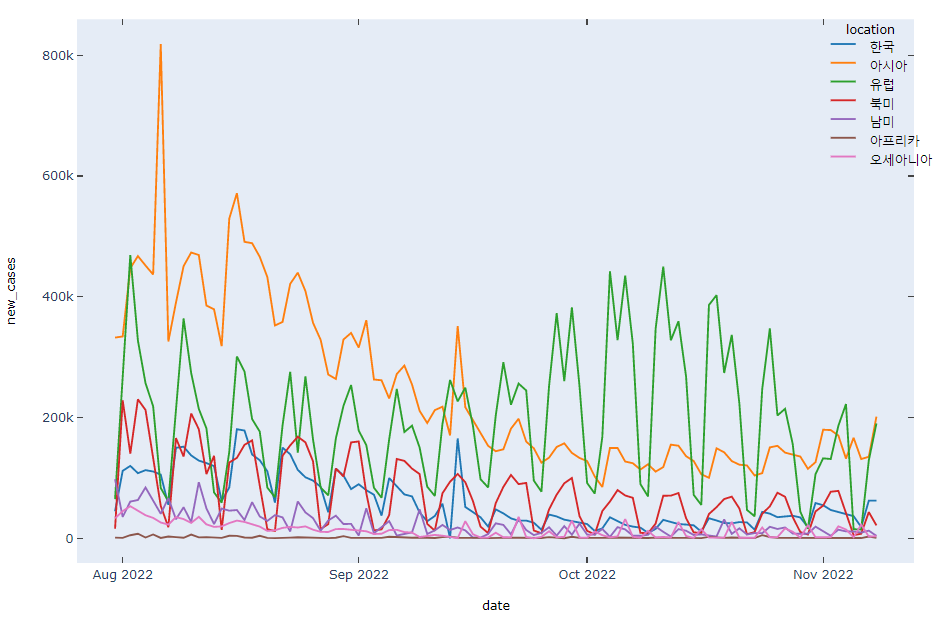 location
한국
아시아
유럽
북미
남미
아프리카
오세아니아
800k
600k
400k
200k
0
new_cases
Aug 2022
Sep 2022
Oct 2022
Nov 2022
date